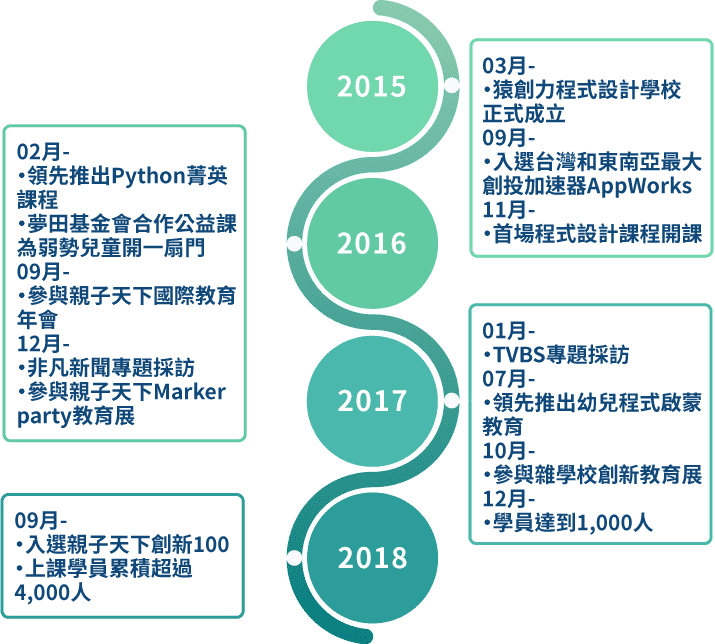 2015
03月-
•猿創力程式設計學校
正式成立
09月-
•入選台灣和東南亞最大
創投加速器AppWorks
11月-
•首場程式設計課程開課
2016
02月-
•領先推出Python菁英
課程
•夢田基金會合作公益課
為弱勢兒童開一扇門
09月-
•參與親子天下國際教育
年會
12月-
•非凡新聞專題採訪
•參與親子天下Marker
party教育展
2017
01月-
•TVBS專題採訪
07月-
•領先推出幼兒程式啟蒙
教育
10月-
•參與雜學校創新教育展
12月-
•學員達到1,000人
2018
09月-
•入選親子天下創新100
•上課學員累積超過
4,000人